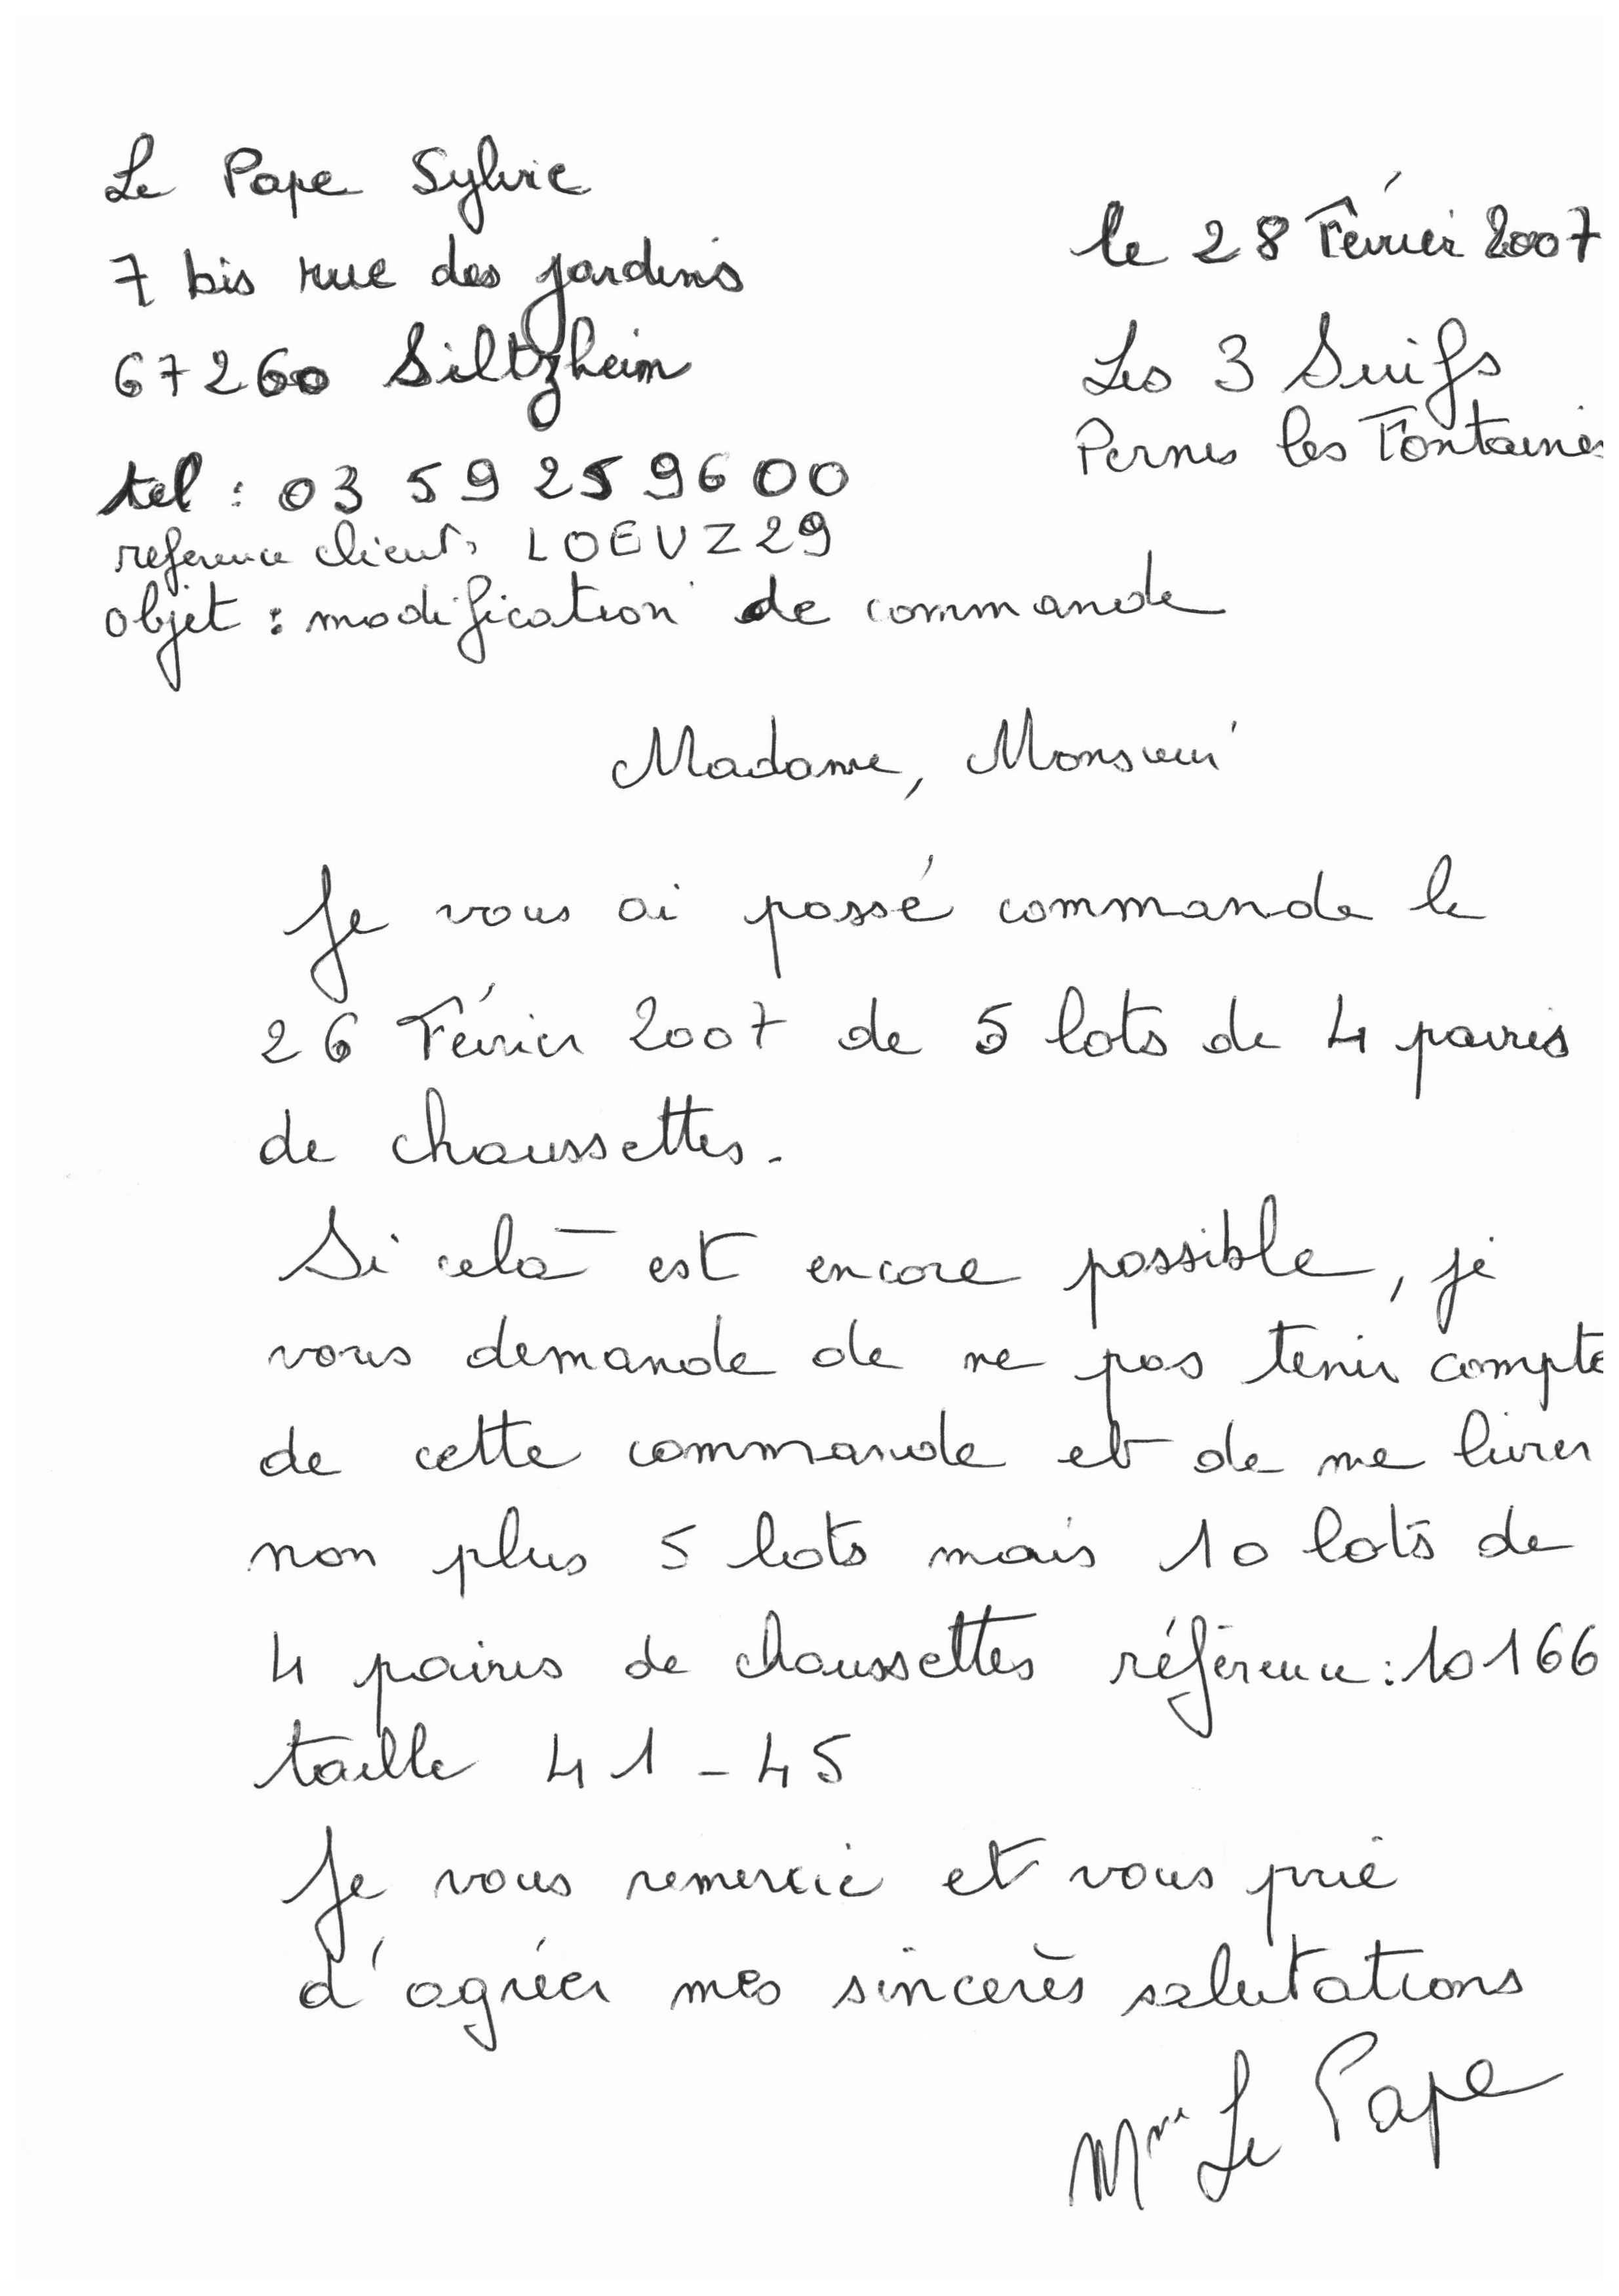 Le Pape Sylvie
7 bis rue des jardins
67260 Siltzheim
tel : 03 59 25 9600
reference client : LOEVZ29
objet : modification de commande
le 28 Février 2007
Les 3 Suifs
Pernes les Fontaines
Madame, Monsieur
Je vous ai passé commande le
26 Février 2007 de 5 lots de 4 paires
de chaussettes.
Si celà est encore possible, je
vous demande de ne pas tenir compte
de cette commande et de me livrer
non plus 5 lots mais 10 lots de
4 paires de chaussettes référence : 10166
taille 41 - 45
Je vous remercie et vous prie
d'agréer mes sincères salutations
Mme Le Pape